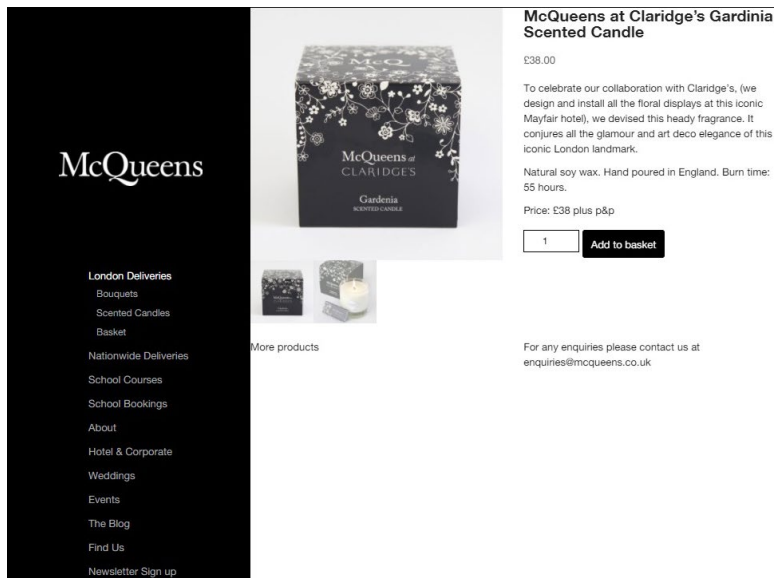 McQueens
London Deliveries
Bouquets
Scented Candles
Basket
Nationwide Deliveries
School Courses
School Bookings
About
Hotel & Corporate
Weddings
Events
The Blog
Find Us
Newsletter Sign up
McQ
McQueens at
CLARIDGE'S
Gardenia
SCENTED CANDLE
More products
McQueens at Claridge's Gardinia
Scented Candle
£38.00
To celebrate our collaboration with Claridge's, (we
design and install all the floral displays at this iconic
Mayfair hotel), we devised this heady fragrance. It
conjures all the glamour and art deco elegance of this
iconic London landmark.
Natural soy wax. Hand poured in England. Burn time:
55 hours.
Price: £38 plus p&p
1
Add to basket
For any enquiries please contact us at
enquiries@mcqueens.co.uk